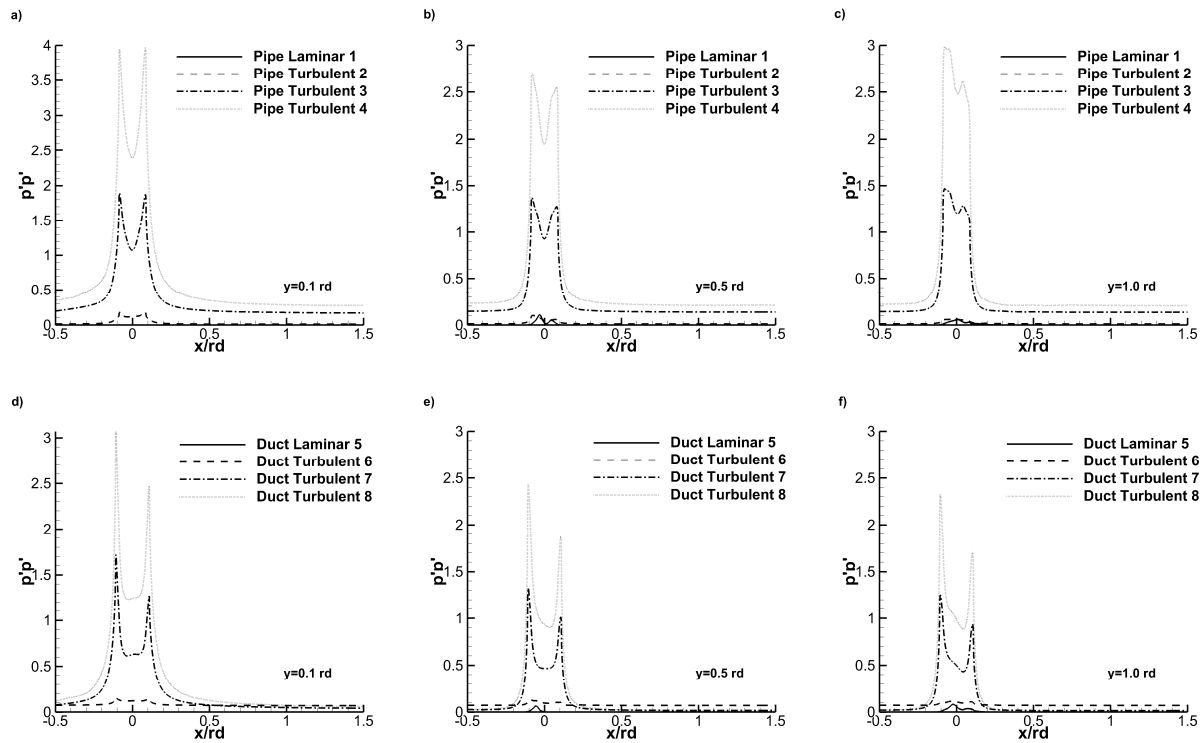 a)
p'p'
4
3.5
3
2.5
2
1.5
1
0.5
0
Pipe Laminar 1
Pipe Turbulent 2
Pipe Turbulent 3
Pipe Turbulent 4
y=0.1 rd
-0.5 0 0.5 1 1.5
x/rd
b)
p'p'
3
2.5
2
1.5
1
0.5
0
Pipe Laminar 1
Pipe Turbulent 2
Pipe Turbulent 3
Pipe Turbulent 4
y=0.5 rd
-0.5 0 0.5 1 1.5
x/rd
c)
p'p'
3
2.5
2
1.5
1
0.5
0
Pipe Laminar 1
Pipe Turbulent 2
Pipe Turbulent 3
Pipe Turbulent 4
y=1.0 rd
-0.5 0 0.5 1 1.5
x/rd
d)
p'p'
3
2.5
2
1.5
1
0.5
0
Duct Laminar 5
Duct Turbulent 6
Duct Turbulent 7
Duct Turbulent 8
y=0.1 rd
-0.5 0 0.5 1 1.5
x/rd
e)
p'p'
3
2.5
2
1.5
1
0.5
0
Duct Laminar 5
Duct Turbulent 6
Duct Turbulent 7
Duct Turbulent 8
y=0.5 rd
-0.5 0 0.5 1 1.5
x/rd
f)
p'p'
3
2.5
2
1.5
1
0.5
0
Duct Laminar 5
Duct Turbulent 6
Duct Turbulent 7
Duct Turbulent 8
y=1.0 rd
-0.5 0 0.5 1 1.5
x/rd